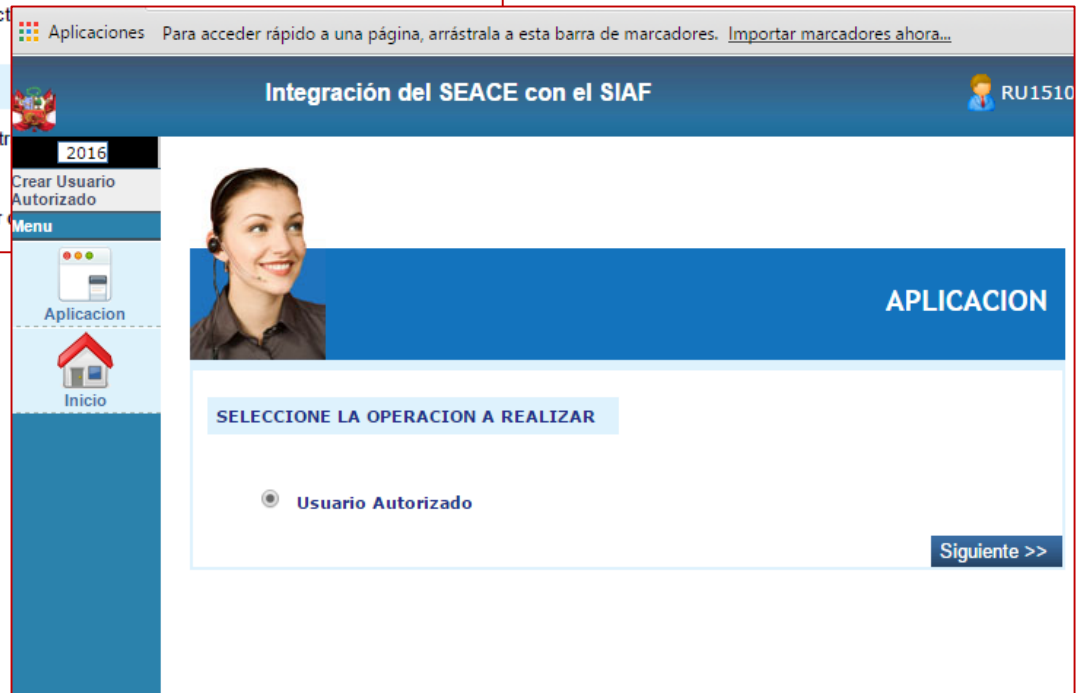 Aplicaciones Para acceder rápido a una página, arrástrala a esta barra de marcadores. Importar marcadores ahora...
Integración del SEACE con el SIAF
RU1510
2016
Crear Usuario
Autorizado
Menu
Aplicacion
Inicio
APLICACION
SELECCIONE LA OPERACION A REALIZAR
Usuario Autorizado
Siguiente >>